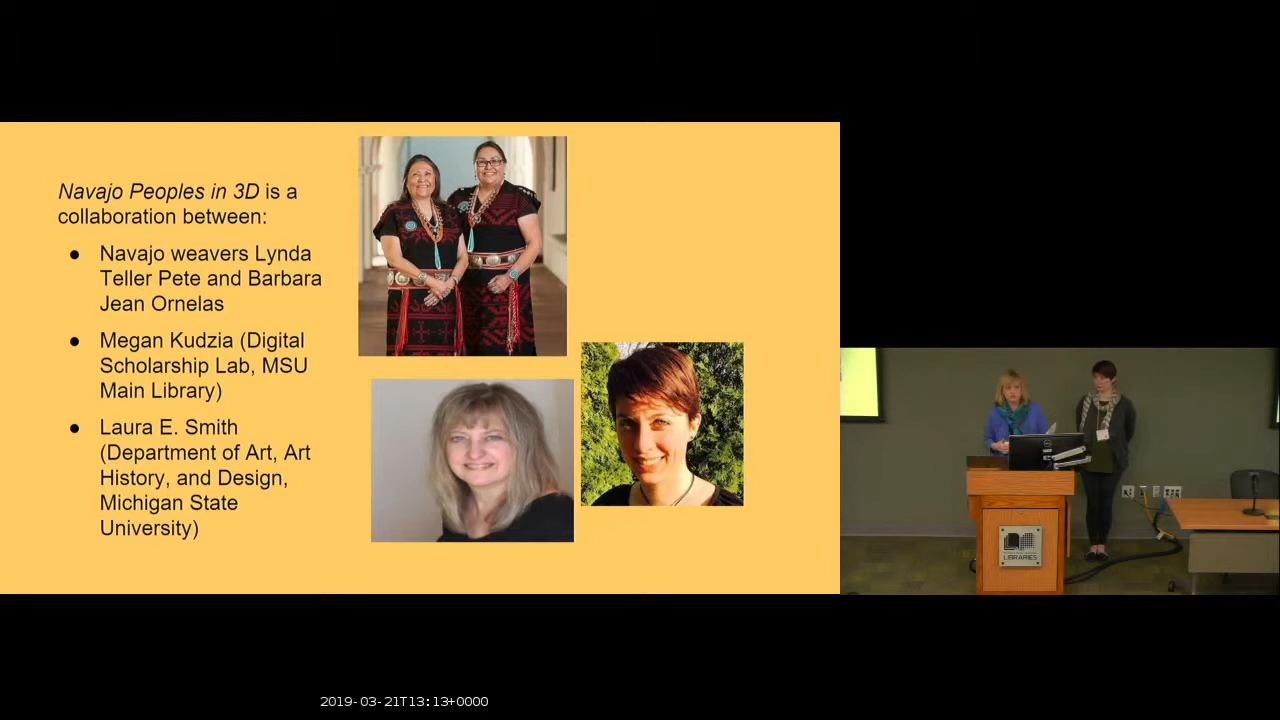 Navajo Peoples in 3D is a
collaboration between:
● Navajo weavers Lynda
Teller Pete and Barbara
Jean Ornelas
● Megan Kudzia (Digital
Scholarship Lab, MSU
Main Library)
● Laura E. Smith
(Department of Art, Art
History, and Design,
Michigan State
University)
LIBRARIES
2019-03-21T13:13+0000